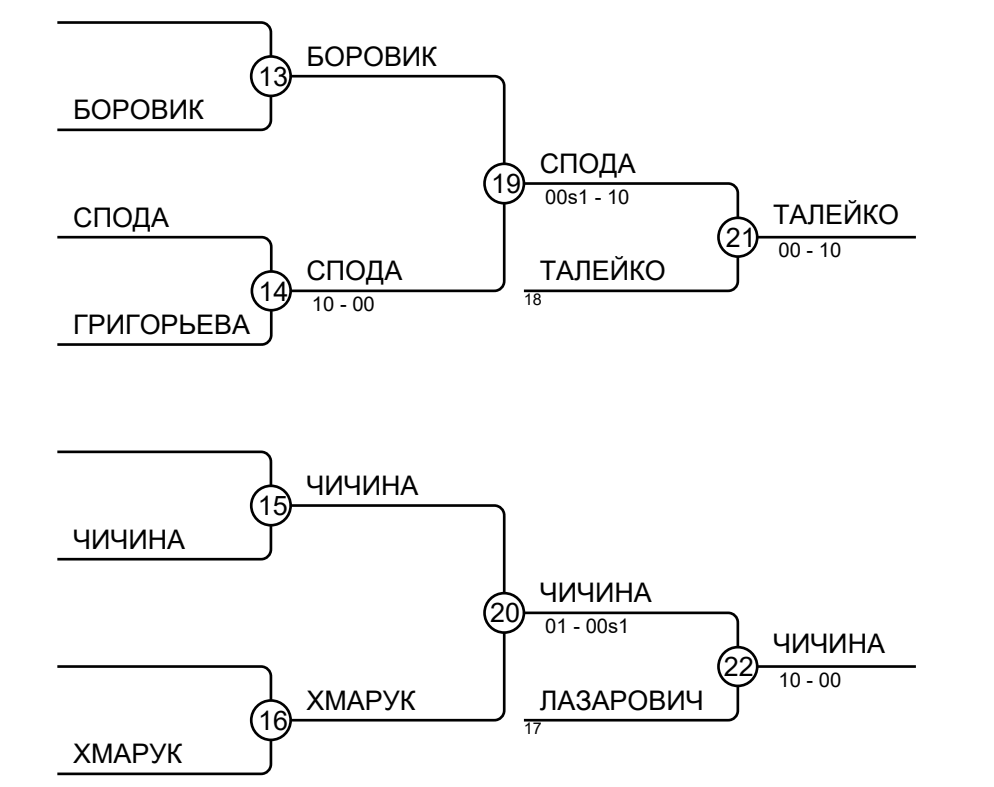 БОРОВИК
13
БОРОВИК
СПОДА
19
00s1 - 10
ТАЛЕЙКО
21
00 - 10
СПОДА
СПОДА
14
10 - 00
ТАЛЕЙКО
18
ГРИГОРЬЕВА
ЧИЧИНА
15
ЧИЧИНА
ЧИЧИНА
20
01 - 00s1
ЧИЧИНА
22
10 - 00
ХМАРУК
16
ЛАЗАРОВИЧ
17
ХМАРУК